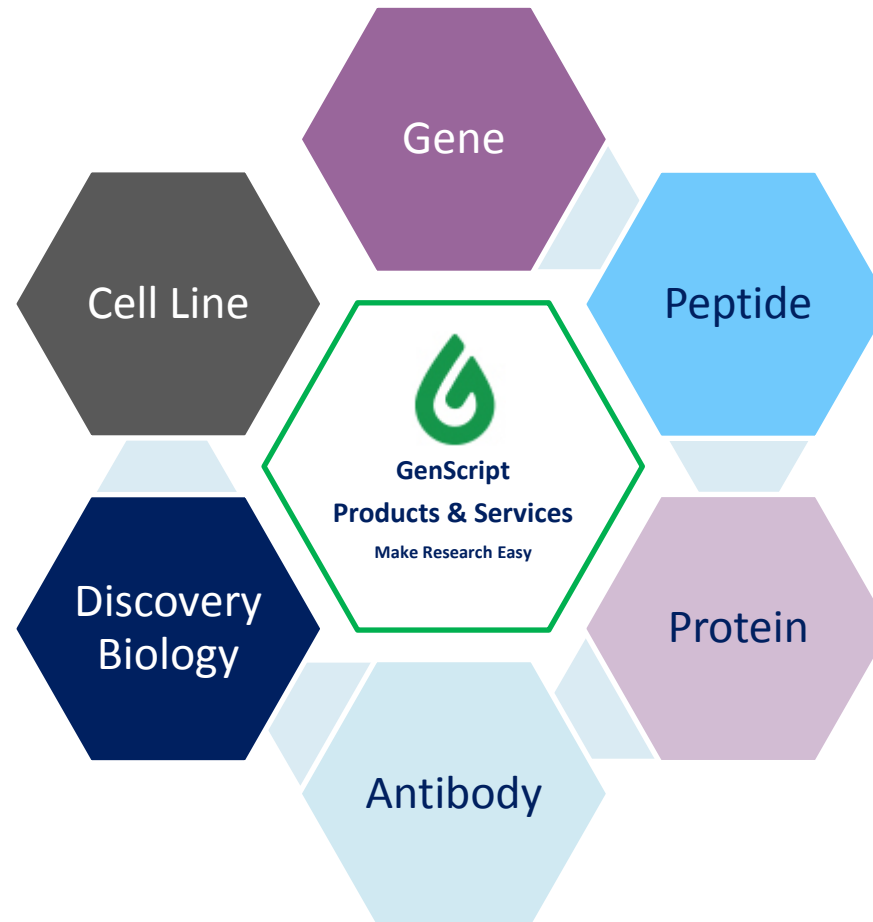 Gene
Cell Line
Peptide
GenScript
Products & Services
Make Research Easy
Discovery
Biology
Protein
Antibody